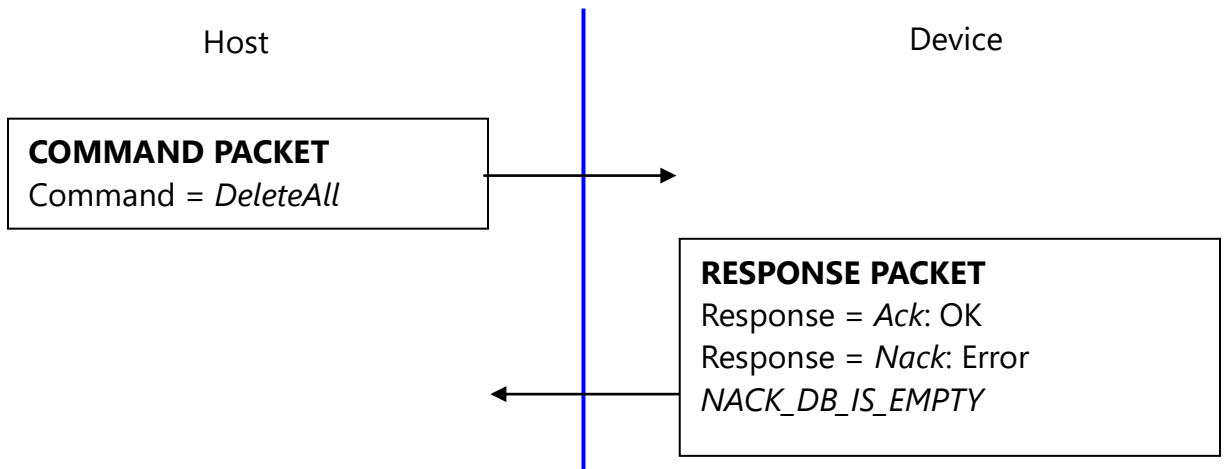 Host
Device
COMMAND PACKET
Command = DeleteAll
RESPONSE PACKET
Response = Ack: OK
Response = Nack: Error
NACK_DB_IS_EMPTY